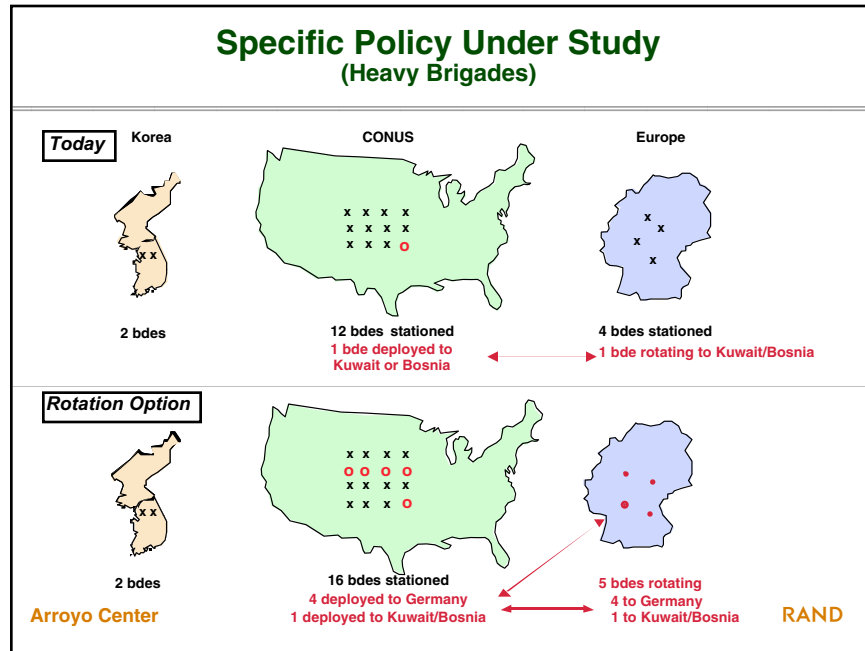 Specific Policy Under Study
(Heavy Brigades)
Today
Korea
CONUS
Europe
x x x x
x x x x
x x x o
x x
x
x
x
x
2 bdes
12 bdes stationed
1 bde deployed to
Kuwait or Bosnia
4 bdes stationed
1 bde rotating to Kuwait/Bosnia
Rotation Option
x x x x
o o o o
x x x x
x x x o
x x
2 bdes
16 bdes stationed
4 deployed to Germany
1 deployed to Kuwait/Bosnia
5 bdes rotating
4 to Germany
1 to Kuwait/Bosnia
Arroyo Center
RAND